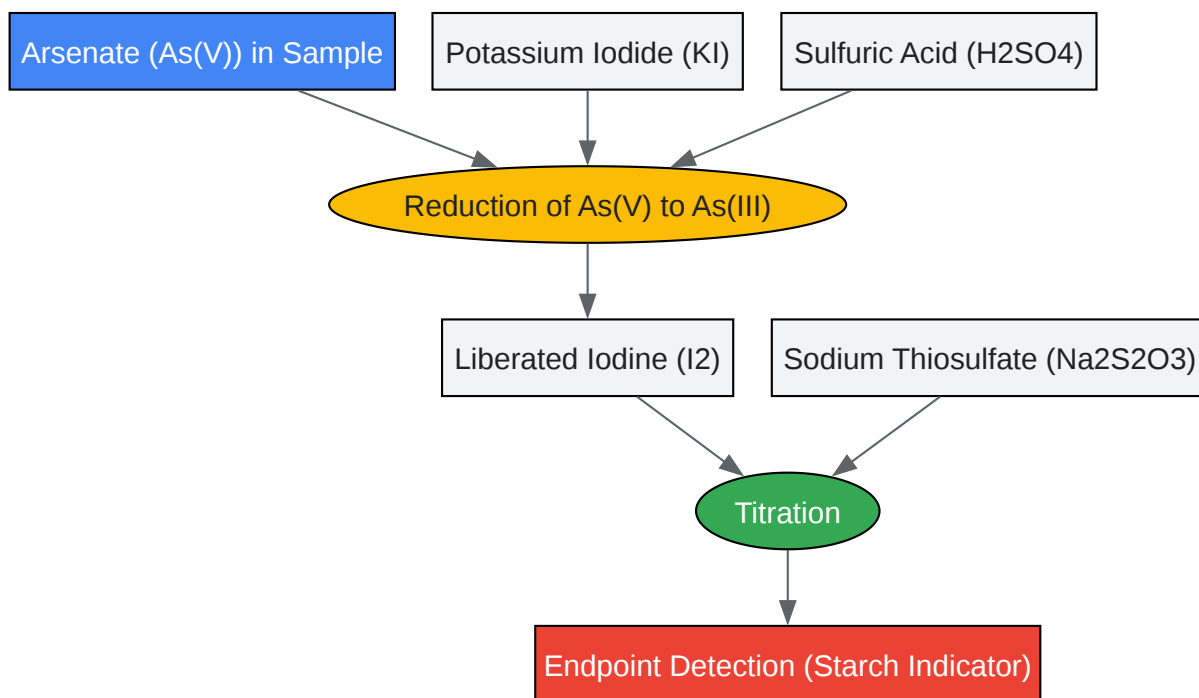 Arsenate (As(V)) in Sample
Potassium Iodide (KI)
Sulfuric Acid (H2SO4)
Reduction of As(V) to As(III)
Liberated Iodine (I2)
Sodium Thiosulfate (Na2S2O3)
Titration
Endpoint Detection (Starch Indicator)